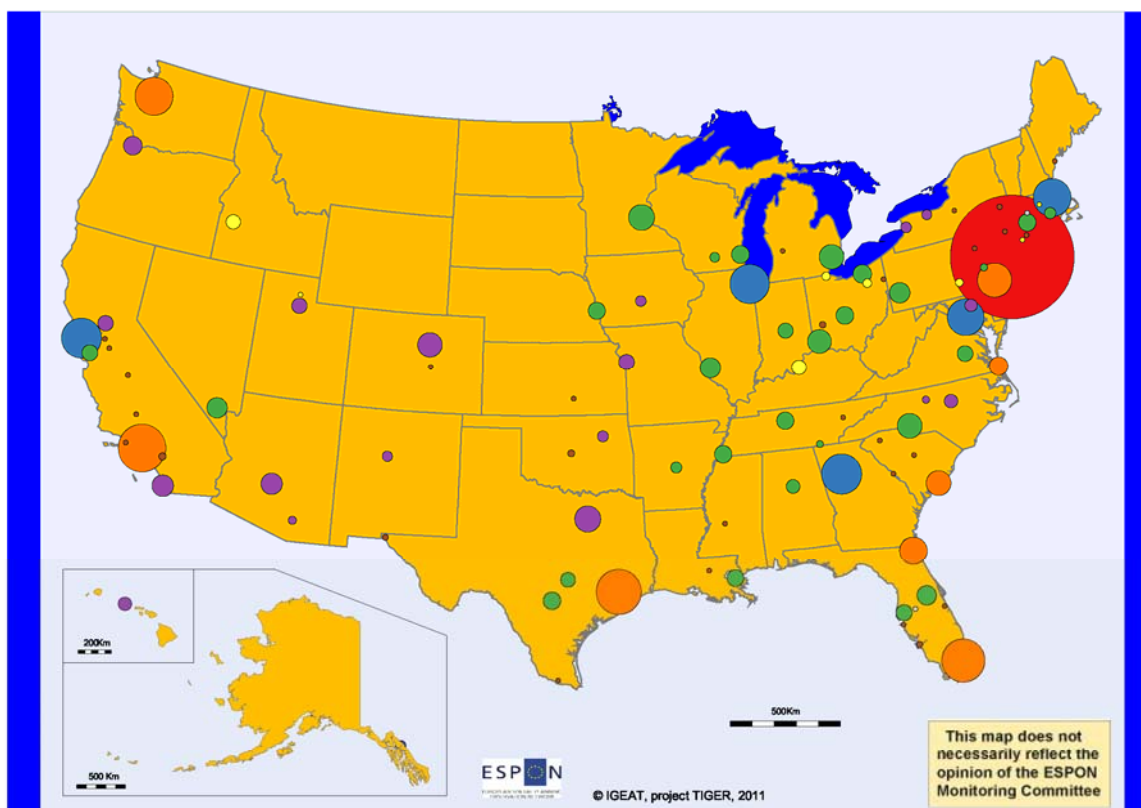 200Km
500 Km
500Km
ESPON
© IGEAT, project TIGER, 2011
This map does not
necessarily reflect the
opinion of the ESPON
Monitoring Committee